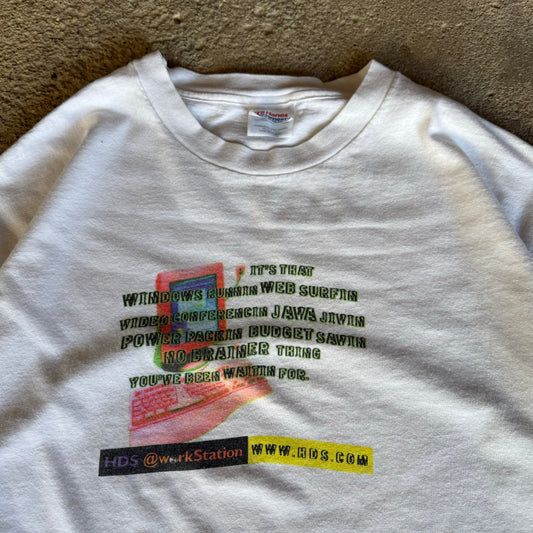 Hanes
IT'S THAT
WINDOWS RUNNIN WEB SURFIN
VIDEO CONFERENCIN JAVA JIVIN
POWER PACKIN BUDGET SAVIN
NO BRAINER THING
YOU'VE BEEN WAITIN FOR.
HDS @workStation WWW.HDS.COM